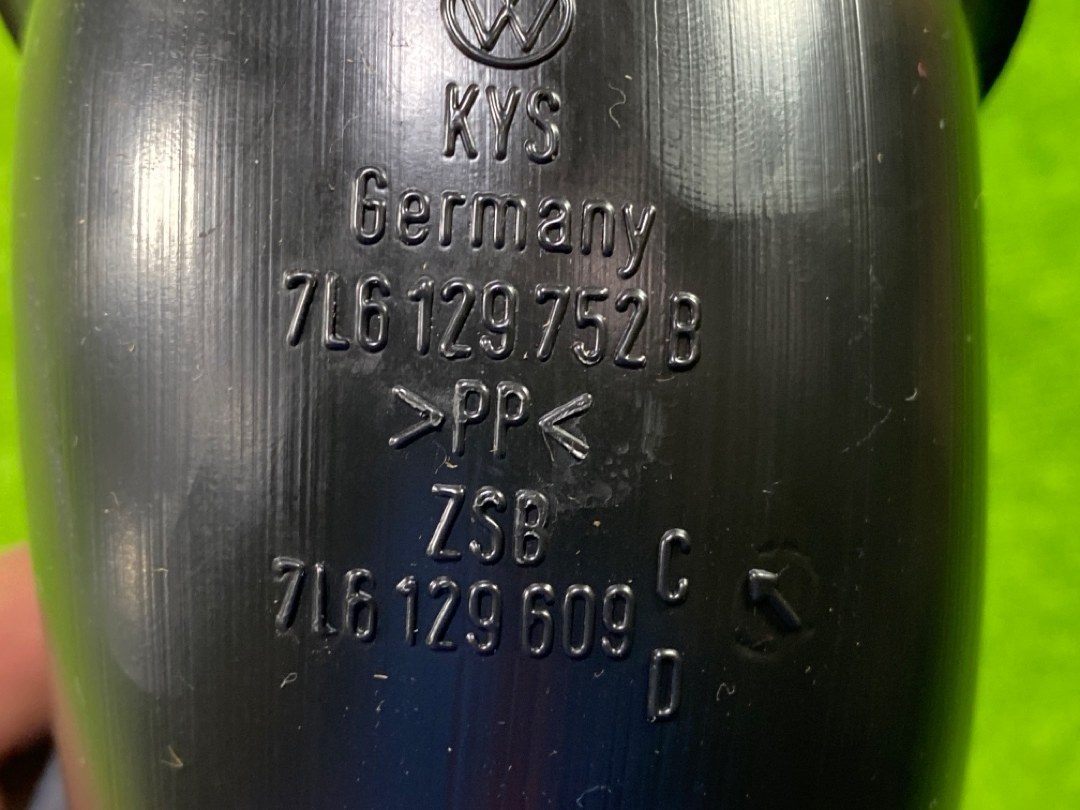 KYS
Germany
7L6 129 752 B
>PP<
ZSB
7L6 129 609 C
D